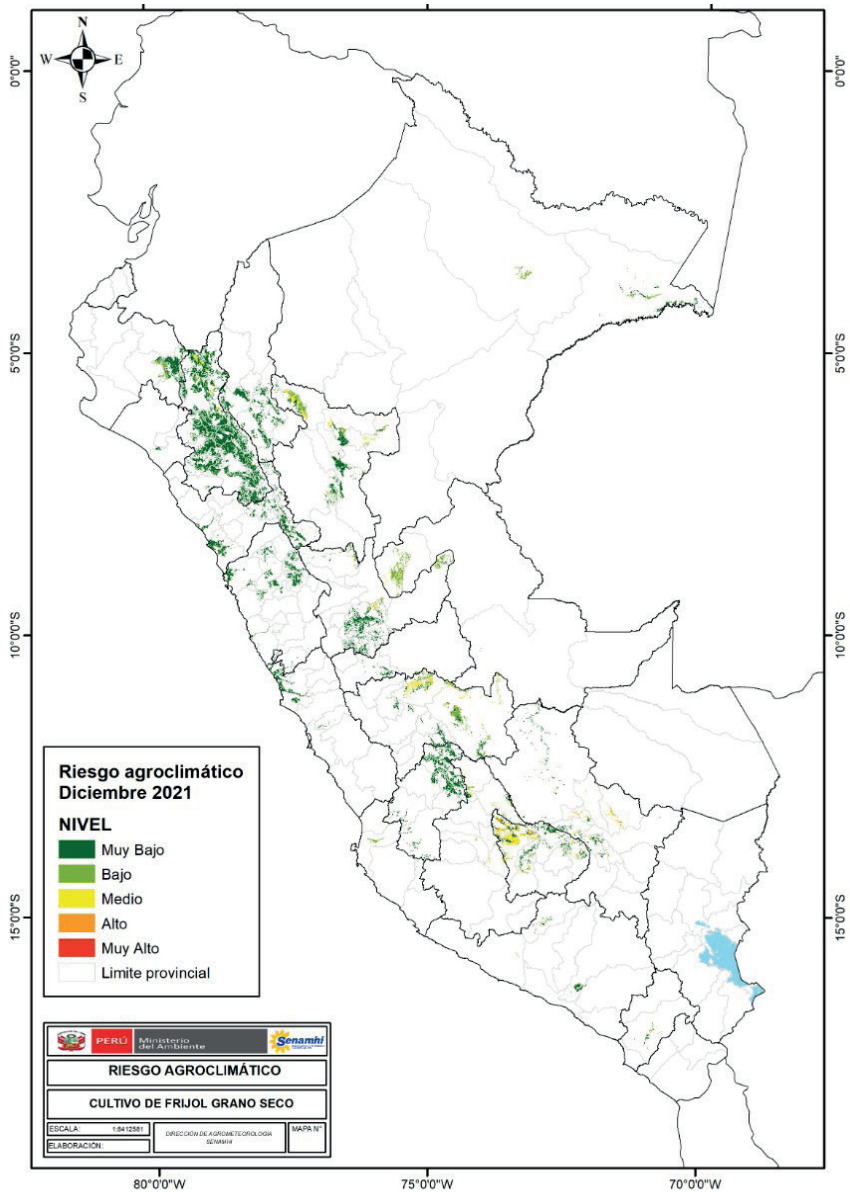 N
W E
S
0°0'0"
0°0'0"
5°0'0"S
5°0'0"S
10°0'0"S
10°0'0"S
15°0'0"S
15°0'0"S
Riesgo agroclimático
Diciembre 2021
NIVEL
Muy Bajo
Bajo
Medio
Alto
Muy Alto
Limite provincial
PERÚ Ministerio
del Ambiente
Senamhi
RIESGO AGROCLIMÁTICO
CULTIVO DE FRIJOL GRANO SECO
ESCALA: 1:6412581
DIRECCIÓN DE AGROMETEOROLOGIA
SENAMHI
MAPA N°
ELABORACIÓN:
80°0'0"W 75°0'0"W 70°0'0"W